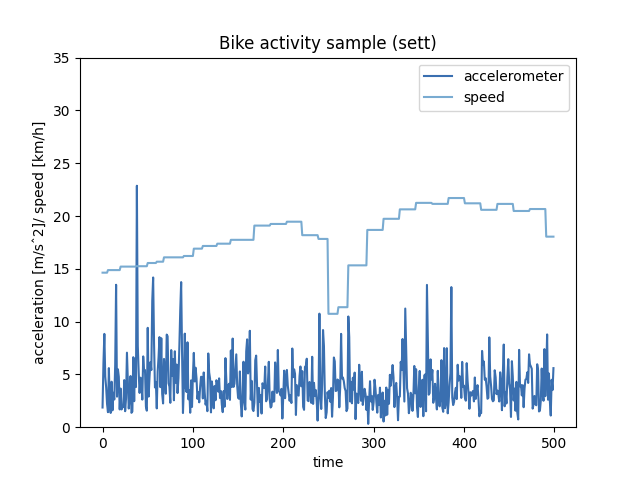 Bike activity sample (sett)
accelerometer
speed
acceleration [m/s^2]/ speed [km/h]
35
30
25
20
15
10
5
0
0 100 200 300 400 500
time